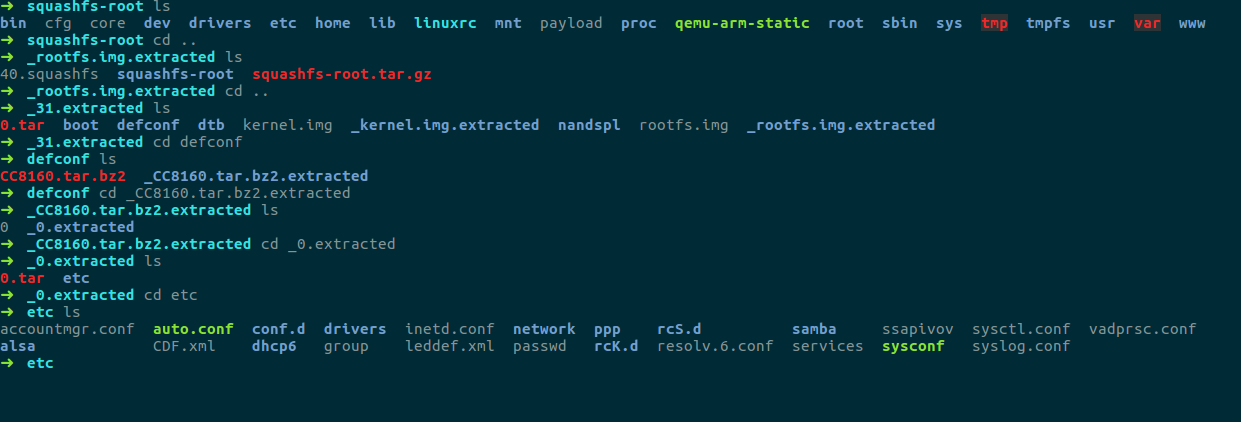 ➜ squashfs-root ls
bin cfg core dev drivers etc home lib linuxrc mnt payload proc qemu-arm-static root sbin sys tmp tmpfs usr var www
➜ squashfs-root cd ..
➜ _rootfs.img.extracted ls
40.squashfs squashfs-root squashfs-root.tar.gz
➜ _rootfs.img.extracted cd ..
➜ _31.extracted ls
0.tar boot defconf dtb kernel.img _kernel.img.extracted nandspl rootfs.img _rootfs.img.extracted
➜ _31.extracted cd defconf
➜ defconf ls
CC8160.tar.bz2 _CC8160.tar.bz2.extracted
➜ defconf cd _CC8160.tar.bz2.extracted
➜ _CC8160.tar.bz2.extracted ls
0 _0.extracted
➜ _CC8160.tar.bz2.extracted cd _0.extracted
➜ _0.extracted ls
0.tar etc
➜ _0.extracted cd etc
➜ etc ls
accountmgr.conf auto.conf conf.d drivers inetd.conf network ppp rcS.d samba ssapivov sysctl.conf vadprsc.conf
alsa CDF.xml dhcp6 group leddef.xml passwd rcK.d resolv.6.conf services sysconf syslog.conf
➜ etc